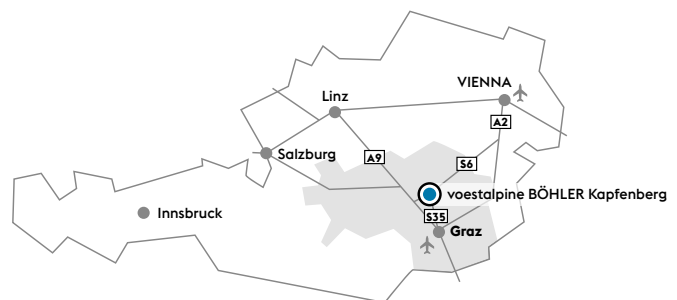 VIENNA
Linz
A2
Salzburg
A9
S6
voestalpine BÖHLER Kapfenberg
Innsbruck
S35
Graz